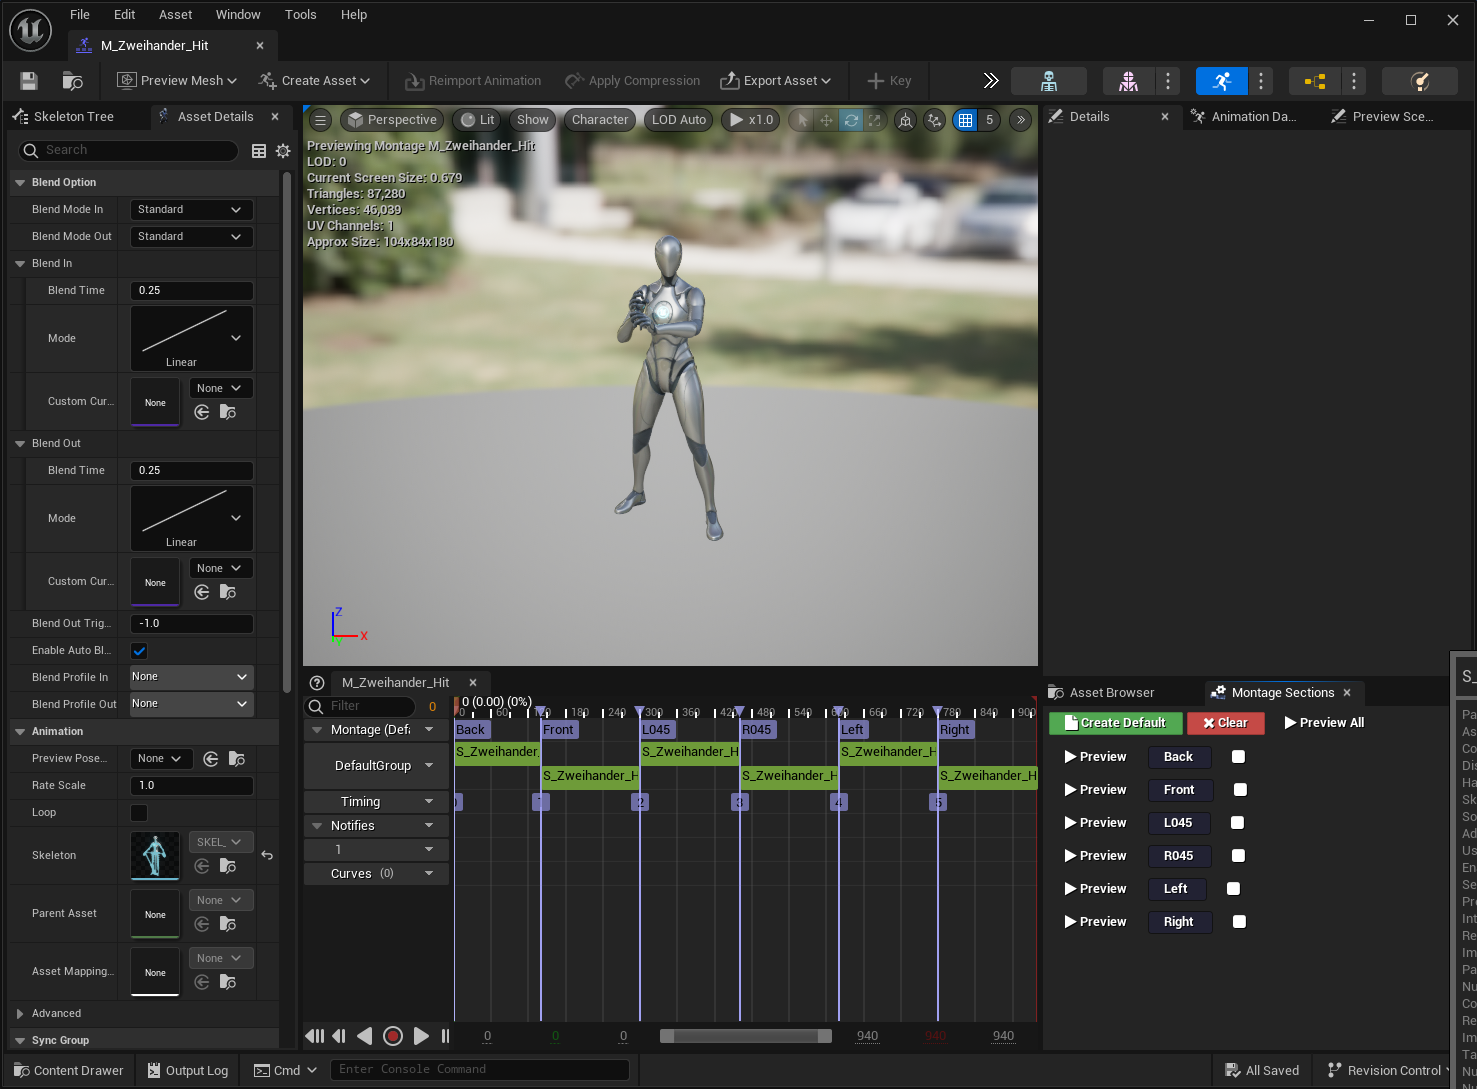 File Edit Asset Window Tools Help
M_Zweihander_Hit
Preview Mesh Create Asset Reimport Animation Apply Compression Export Asset Key
Skeleton Tree Asset Details
Search
Blend Option
Blend Mode In Standard
Blend Mode Out Standard
Blend In
Blend Time 0.25
Mode
Linear
Custom Cur... None None
Blend Out
Blend Time 0.25
Mode
Linear
Custom Cur... None None
Blend Out Trig... -1.0
Enable Auto Bl...
Blend Profile In None
Blend Profile Out None
Animation
Preview Pose... None
Rate Scale 1.0
Loop
Skeleton SKEL_
Parent Asset None None
Asset Mapping... None None
Advanced
Sync Group
Perspective Lit Show Character LOD Auto x1.0 5
Previewing Montage M_Zweihander_Hit
LOD: 0
Current Screen Size: 0.679
Triangles: 87,280
Vertices: 46,039
UV Channels: 1
Approx Size: 104x84x180
Z
X
M_Zweihander_Hit
Filter 0
0 (0.00) (0%)
0 60 120 180 240 300 360 420 480 540 600 660 720 780 840 900
Montage (Defa Back Front L045 R045 Left Right
DefaultGroup
S_Zweihander_ S_Zweihander_H S_Zweihander_H
S_Zweihander_H S_Zweihander_H S_Zweihander_H
Timing 1 2 3 4 5
Notifies
1
Curves (0)
0 0 0 940 940 940
Details Animation Da... Preview Sce...
Asset Browser Montage Sections
Create Default Clear Preview All
Preview Back
Preview Front
Preview L045
Preview R045
Preview Left
Preview Right
S_
Pa
As
Co
Dis
Im
Ha
Sk
So
Ad
Us
En
Se
Pre
Int
Re
Im
Pa
Nu
Co
Re
Im
Ta
Nu
Content Drawer Output Log Cmd Enter Console Command All Saved Revision Control